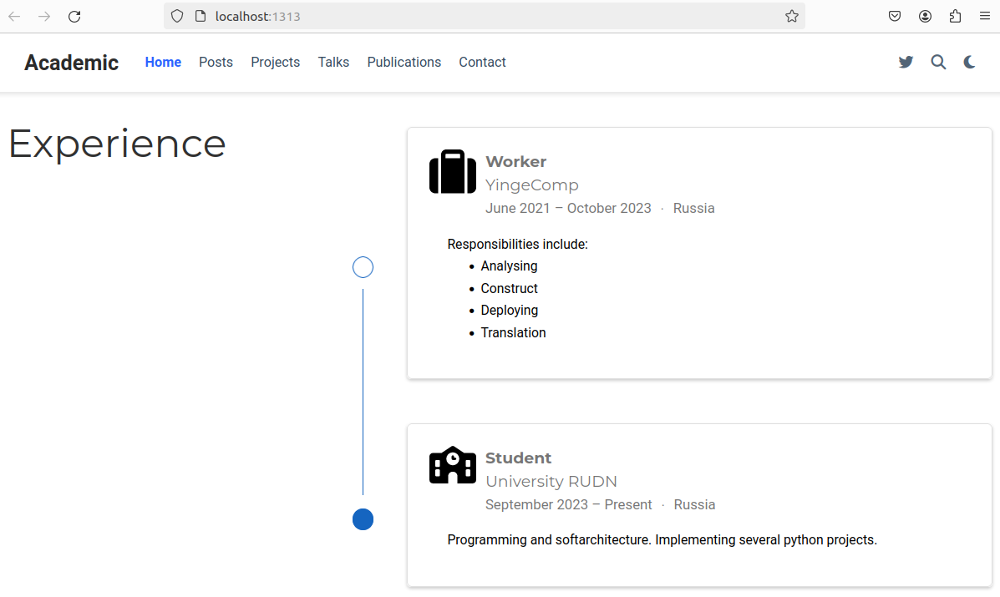 localhost:1313
Academic Home Posts Projects Talks Publications Contact
Experience
Worker
YingeComp
June 2021 – October 2023 · Russia
Responsibilities include:
• Analysing
• Construct
• Deploying
• Translation
Student
University RUDN
September 2023 – Present · Russia
Programming and softarchitecture. Implementing several python projects.